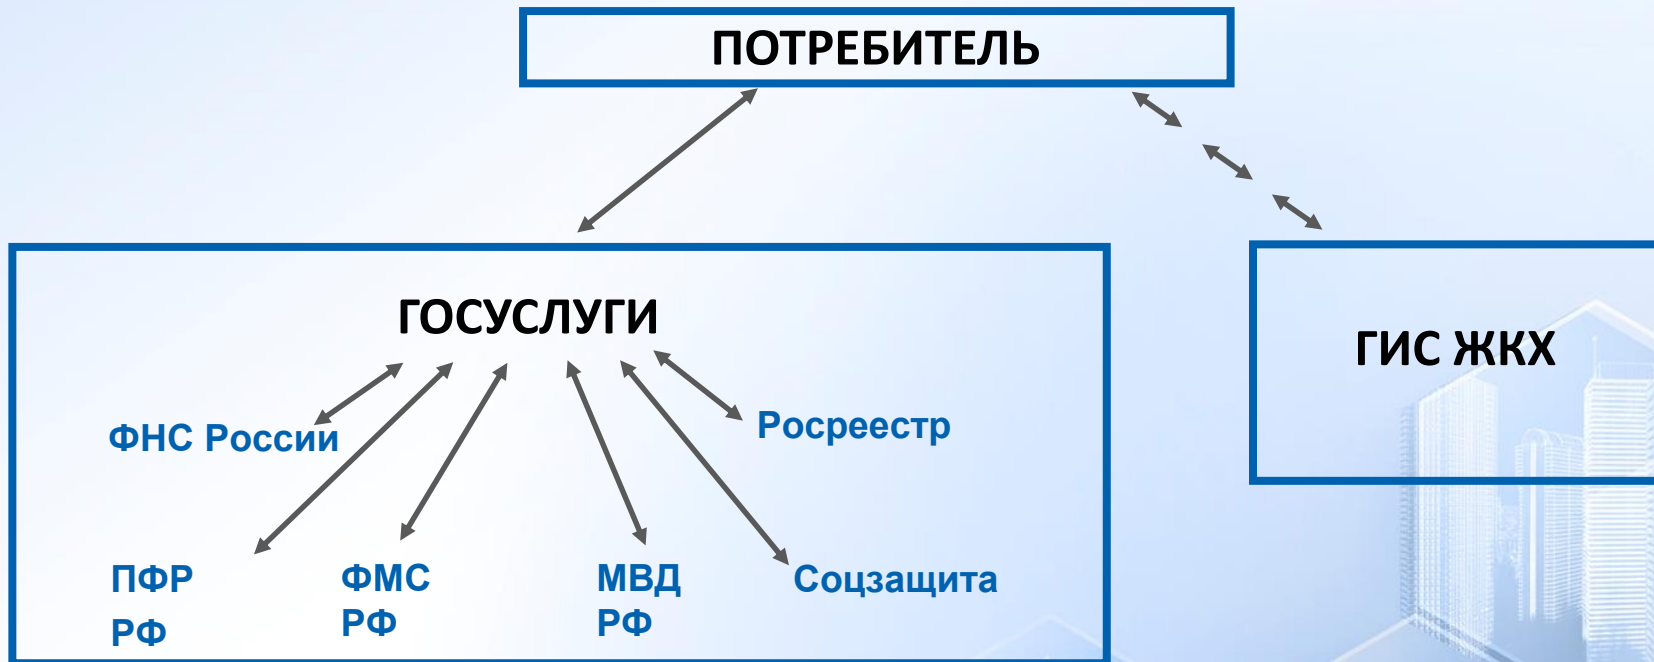 ПОТРЕБИТЕЛЬ
ГОСУСЛУГИ
ГИС ЖКХ
ФНС России
Росреестр
ПФР
РФ
ФМС
РФ
МВД
РФ
Соцзащита